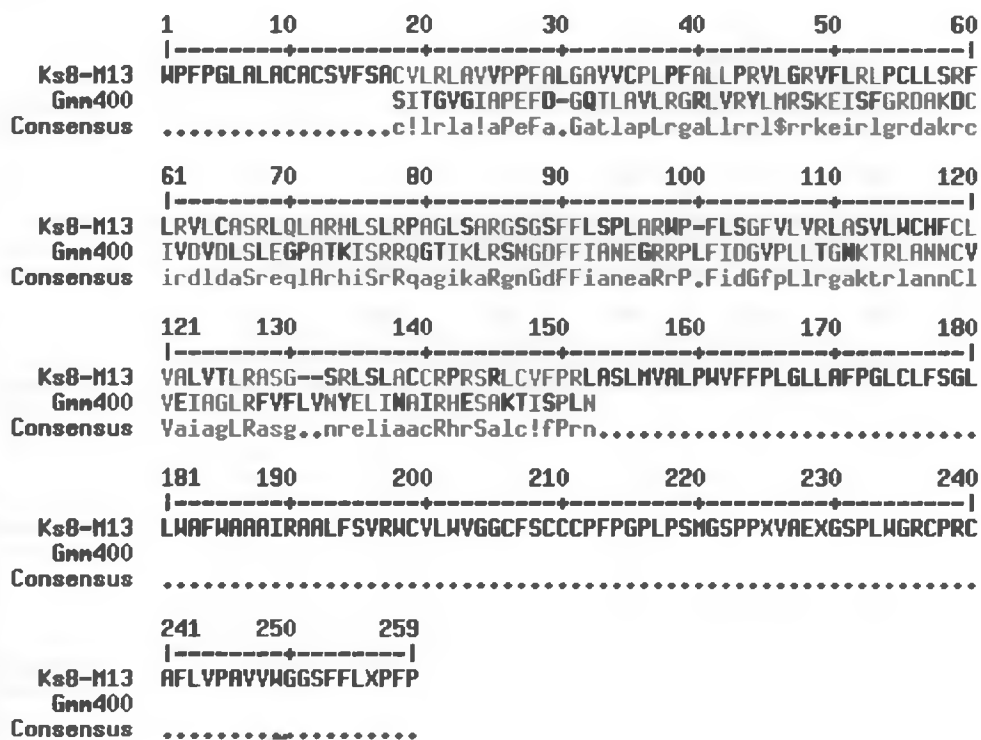 1 10 20 30 40 50 60
|--------+---------+---------+---------+---------+---------|
Ks8-M13 WPFPGLALACACSVFSACVLRLAVVPPFALGAVVCPLPFALLPRVLGRVFLRLPCLLSRF
Gmm400 SITGVGIAPEFD-GQTLAVLRGRLVRYLMRSKEISFGRDAKDC
Consensus .................c!lrla!aPeFa.GatlapLrgaLlrrl$rrkeirlgrdakrc
61 70 80 90 100 110 120
|--------+---------+---------+---------+---------+---------|
Ks8-M13 LRVLCASRLQLARHLSLRPAGLSARGSGSFFLSPLARWP-FLSGFVLVRLASVLWCHFCL
Gmm400 IVDVDLSLEGPATKISRRQGTIKLRSNGDFFIANEGRRPLFIDGVPLLTGNKTRLANNCV
Consensus irdldaSreqlArhiSrRqagikaRgnGdFFianeaRrP.FidGfpLlrgaktrlannCl
121 130 140 150 160 170 180
|--------+---------+---------+---------+---------+---------|
Ks8-M13 VALVTLRASG--SRLSLACCRPRSRLCVFPRLASLMVALPWVFFPLGLLAFPGLCLFSGL
Gmm400 VEIAGLRFVFLVNYELINAIRHESAKTISPLN
Consensus VaiagLRasg..nreliaacRhrSalc!fPrn............................
181 190 200 210 220 230 240
|--------+---------+---------+---------+---------+---------|
Ks8-M13 LWAFWAAAIRAALFSVRWCVLWVGGCFSCCCPFPGPLPSMGSPPXVAEXGSPLWGRCPRC
Gmm400
Consensus ............................................................
241 250 259
|--------+--------|
Ks8-M13 AFLVPAVVWGGSFFLXPFP
Gmm400
Consensus ...................